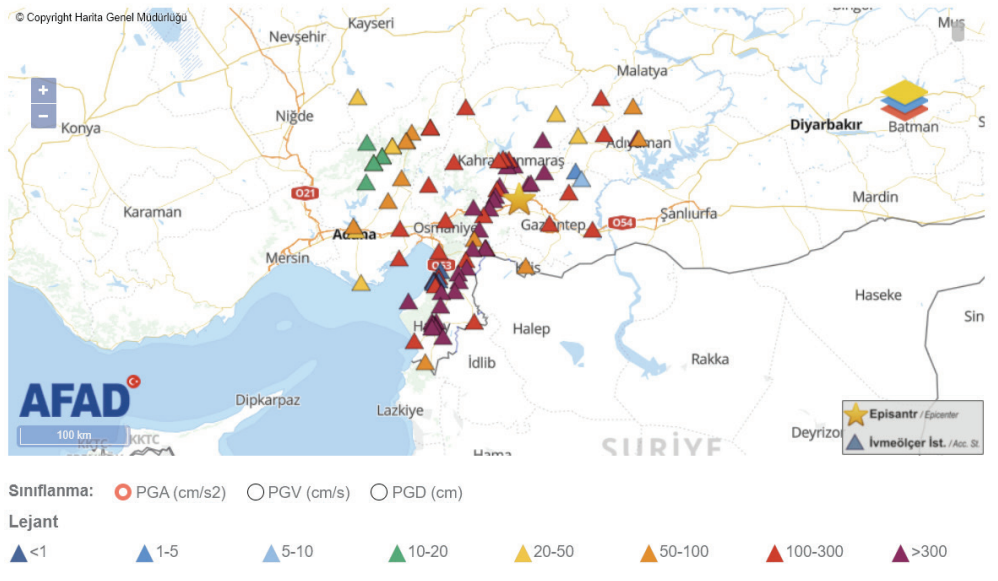 © Copyright Harita Genel Müdürlüğü
Kayseri
Muş
Nevşehir
Malatya
+
−
Niğde
Konya
Diyarbakır
Batman
Adıyaman
Kahramanmaraş
O21
Mardin
Karaman
Şanlıurfa
O54
Osmaniye
Gaziantep
Adana
Mersin
Kilis
Haseke
Halep
Hatay
İdlib
Rakka
AFAD
Dipkarpaz
Lazkiye
Episantr / Epicenter
100 km
KKTC
KKTC
SURİYE
İvmeölçer İst. / Acc. St.
Hama
Sınıflanma: PGA (cm/s2) PGV (cm/s) PGD (cm)
Lejant
<1 1-5 5-10 10-20 20-50 50-100 100-300 >300